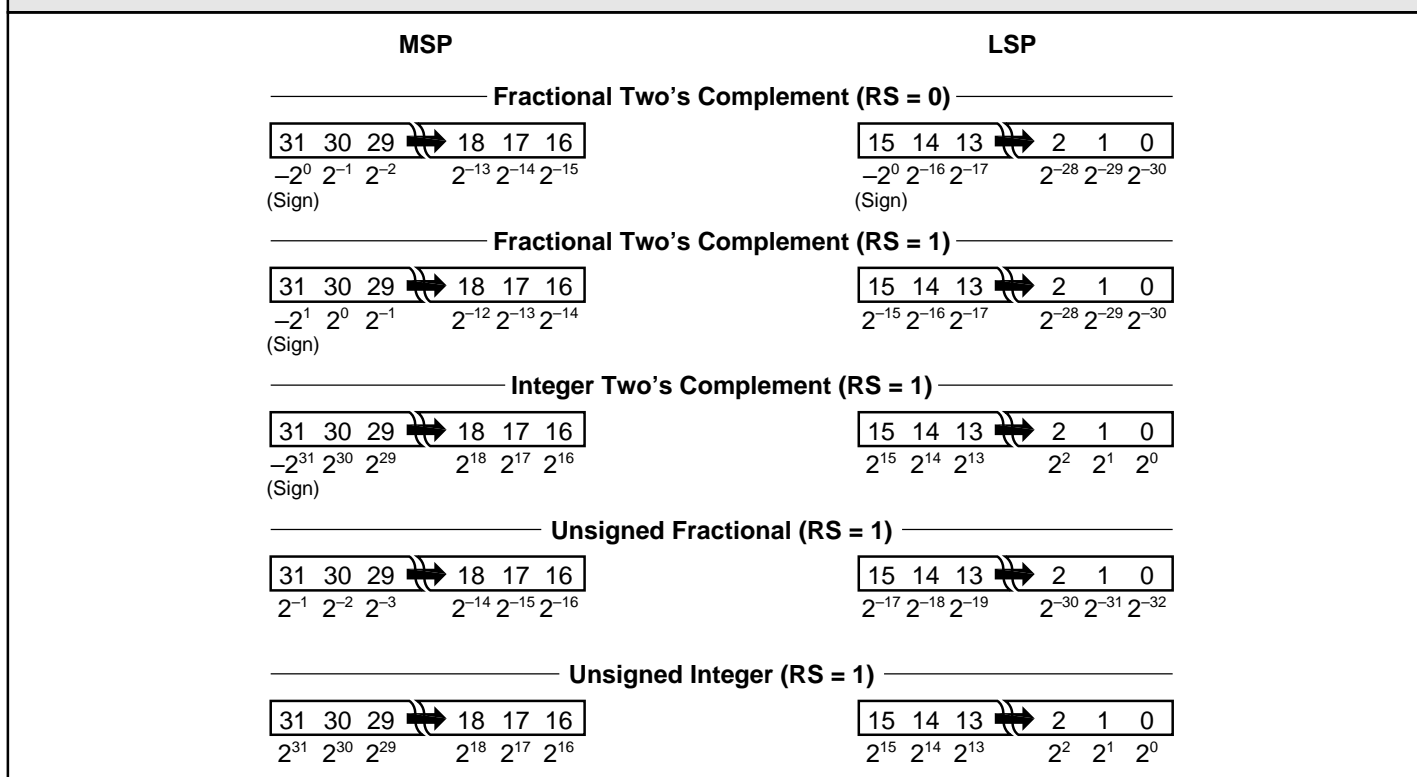 MSP LSP
Fractional Two’s Complement (RS = 0)
31 30 29 18 17 16 15 14 13 2 1 0
–2⁰ 2⁻¹ 2⁻² 2⁻¹³ 2⁻¹⁴ 2⁻¹⁵ –2⁰ 2⁻¹⁶ 2⁻¹⁷ 2⁻²⁸ 2⁻²⁹ 2⁻³⁰
(Sign) (Sign)
Fractional Two’s Complement (RS = 1)
31 30 29 18 17 16 15 14 13 2 1 0
–2¹ 2⁰ 2⁻¹ 2⁻¹² 2⁻¹³ 2⁻¹⁴ 2⁻¹⁵ 2⁻¹⁶ 2⁻¹⁷ 2⁻²⁸ 2⁻²⁹ 2⁻³⁰
(Sign)
Integer Two’s Complement (RS = 1)
31 30 29 18 17 16 15 14 13 2 1 0
–2³¹ 2³⁰ 2²⁹ 2¹⁸ 2¹⁷ 2¹⁶ 2¹⁵ 2¹⁴ 2¹³ 2² 2¹ 2⁰
(Sign)
Unsigned Fractional (RS = 1)
31 30 29 18 17 16 15 14 13 2 1 0
2⁻¹ 2⁻² 2⁻³ 2⁻¹⁴ 2⁻¹⁵ 2⁻¹⁶ 2⁻¹⁷ 2⁻¹⁸ 2⁻¹⁹ 2⁻³⁰ 2⁻³¹ 2⁻³²
Unsigned Integer (RS = 1)
31 30 29 18 17 16 15 14 13 2 1 0
2³¹ 2³⁰ 2²⁹ 2¹⁸ 2¹⁷ 2¹⁶ 2¹⁵ 2¹⁴ 2¹³ 2² 2¹ 2⁰